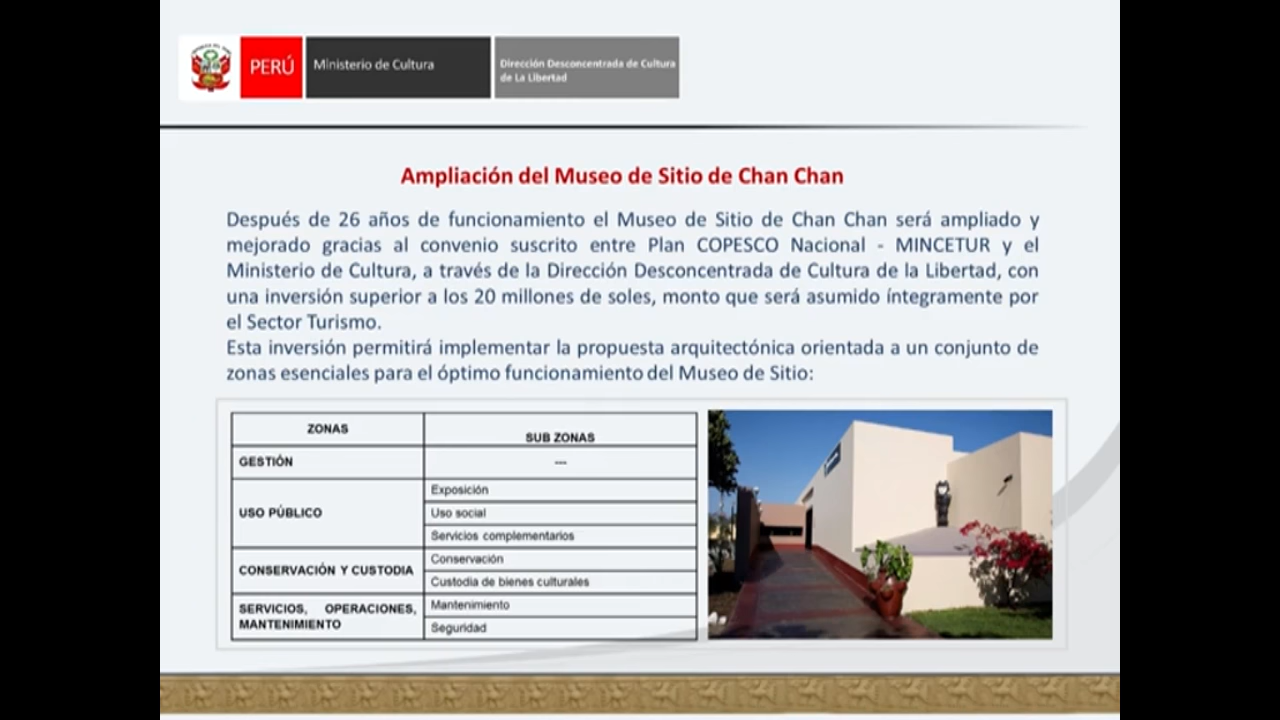 PERÚ
Ministerio de Cultura
Dirección Desconcentrada de Cultura
de La Libertad
Ampliación del Museo de Sitio de Chan Chan
Después de 26 años de funcionamiento el Museo de Sitio de Chan Chan será ampliado y
mejorado gracias al convenio suscrito entre Plan COPESCO Nacional - MINCETUR y el
Ministerio de Cultura, a través de la Dirección Desconcentrada de Cultura de la Libertad, con
una inversión superior a los 20 millones de soles, monto que será asumido íntegramente por
el Sector Turismo.
Esta inversión permitirá implementar la propuesta arquitectónica orientada a un conjunto de
zonas esenciales para el óptimo funcionamiento del Museo de Sitio:
ZONAS
SUB ZONAS
GESTIÓN
---
USO PÚBLICO
Exposición
Uso social
Servicios complementarios
CONSERVACIÓN Y CUSTODIA
Conservación
Custodia de bienes culturales
SERVICIOS, OPERACIONES,
MANTENIMIENTO
Mantenimiento
Seguridad